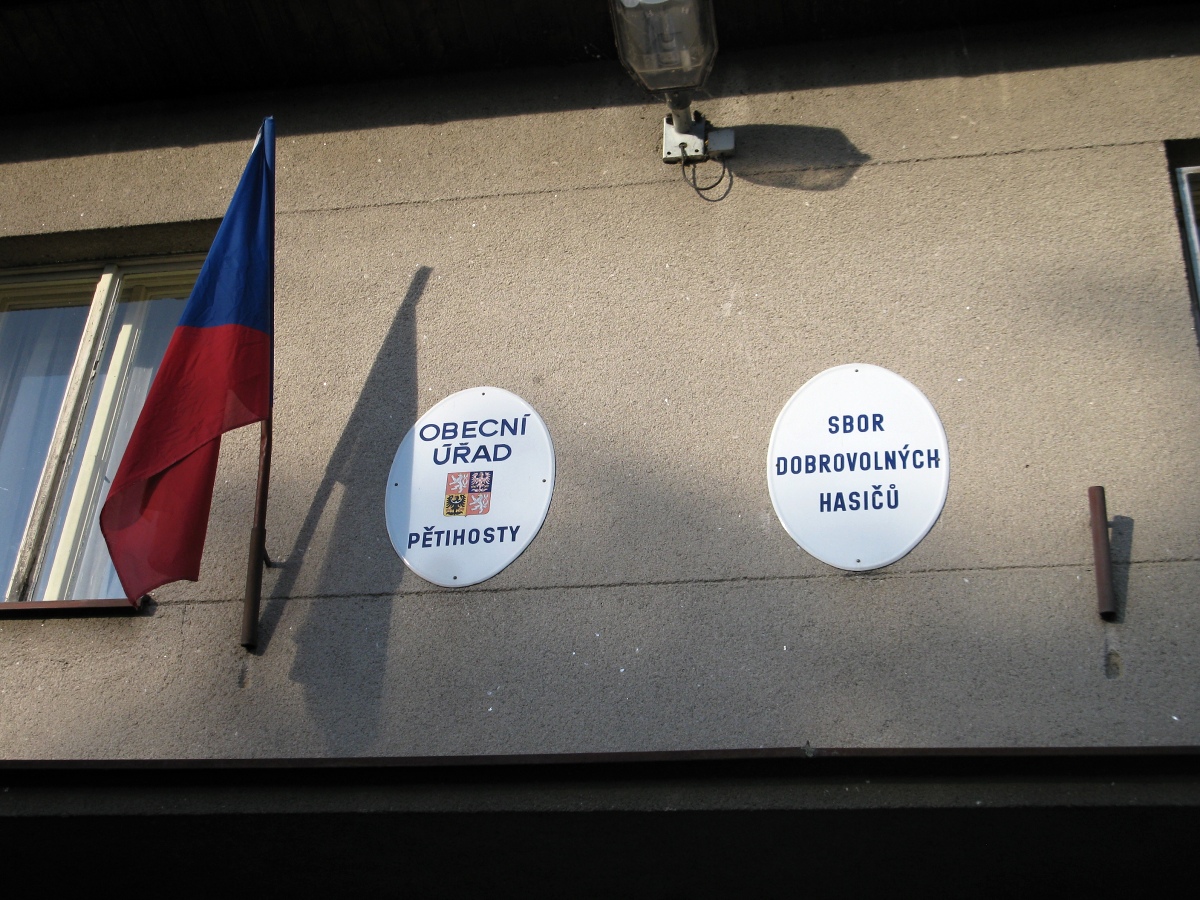 OBECNÍ
ÚŘAD
PĚTIHOSTY
SBOR
DOBROVOLNÝCH
HASIČŮ